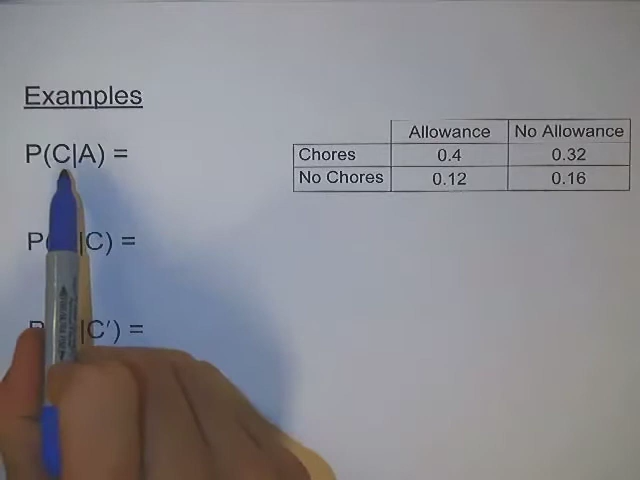 Examples
P(C|A) =
Allowance No Allowance
Chores 0.4 0.32
No Chores 0.12 0.16
|C) =
|C′) =